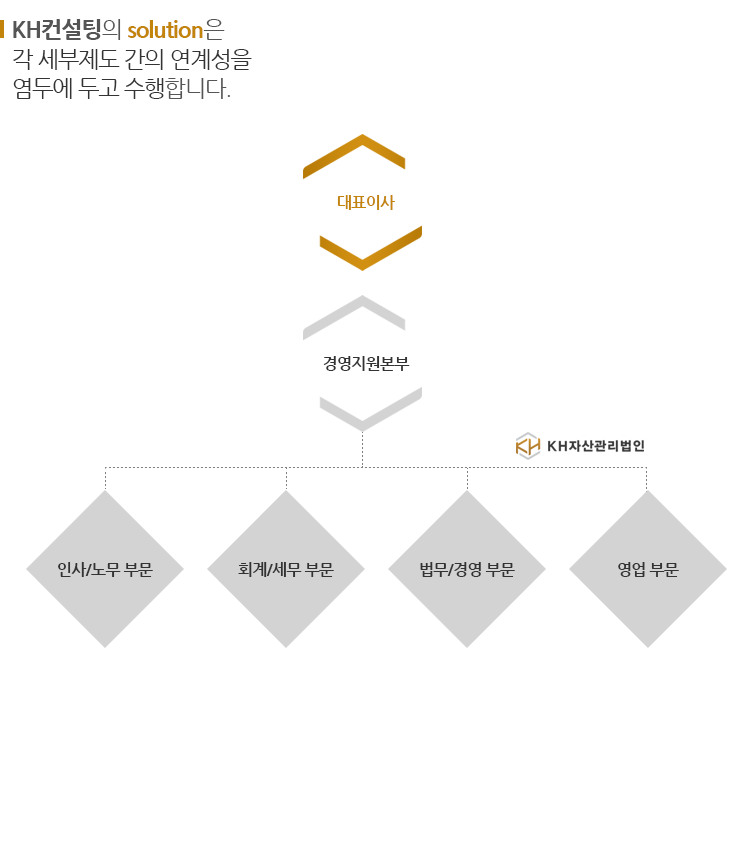 KH컨설팅의 solution은
각 세부제도 간의 연계성을
염두에 두고 수행합니다.
대표이사
경영지원본부
KH자산관리법인
인사/노무 부문
회계/세무 부문
법무/경영 부문
영업 부문